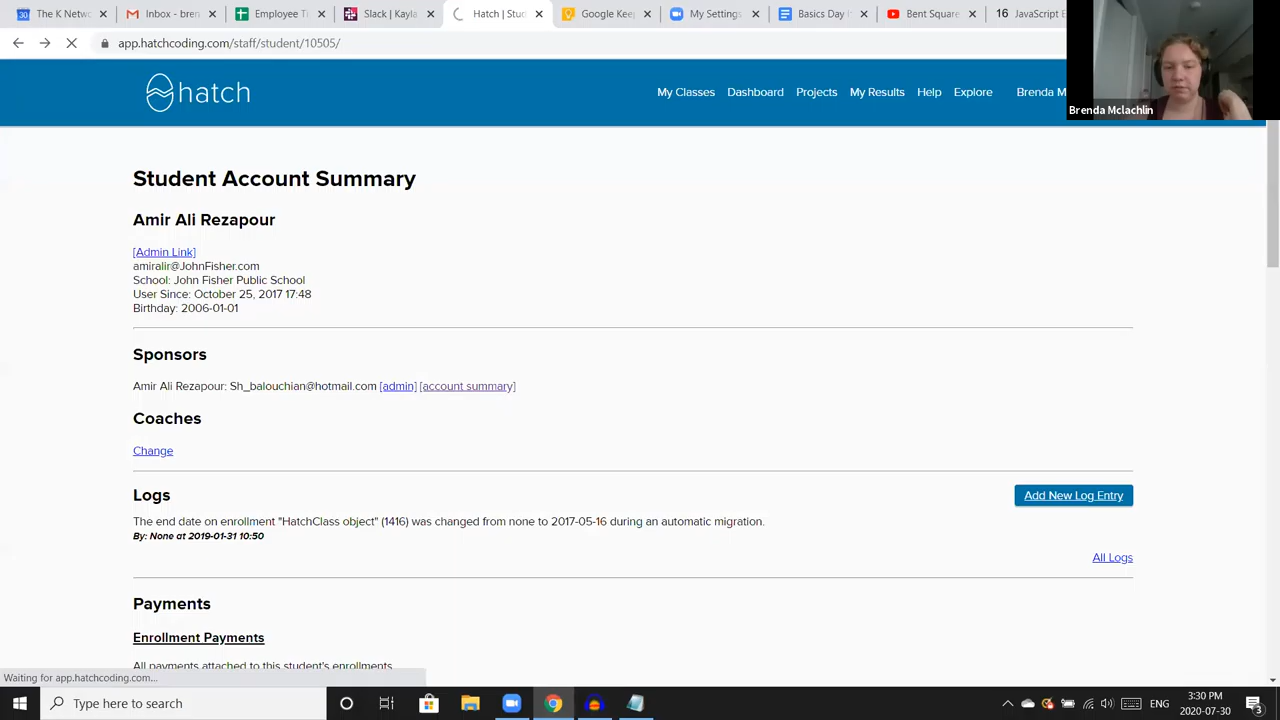 The K Netw
Inbox - bren
Employee Ti
Slack | Kayla
Hatch | Stud
Google Keep
My Settings
Basics Day
Bent Square
16 JavaScript E
app.hatchcoding.com/staff/student/10505/
hatch
My Classes Dashboard Projects My Results Help Explore Brenda M
Brenda Mclachlin
Student Account Summary
Amir Ali Rezapour
[Admin Link]
amiralir@JohnFisher.com
School: John Fisher Public School
User Since: October 25, 2017 17:48
Birthday: 2006-01-01
Sponsors
Amir Ali Rezapour: Sh_balouchian@hotmail.com [admin] [account summary]
Coaches
Change
Logs
Add New Log Entry
The end date on enrollment "HatchClass object" (1416) was changed from none to 2017-05-16 during an automatic migration.
By: None at 2019-01-31 10:50
All Logs
Payments
Enrollment Payments
All payments attached to this student's enrollments
Waiting for app.hatchcoding.com...
Type here to search
ENG
3:30 PM
2020-07-30
3